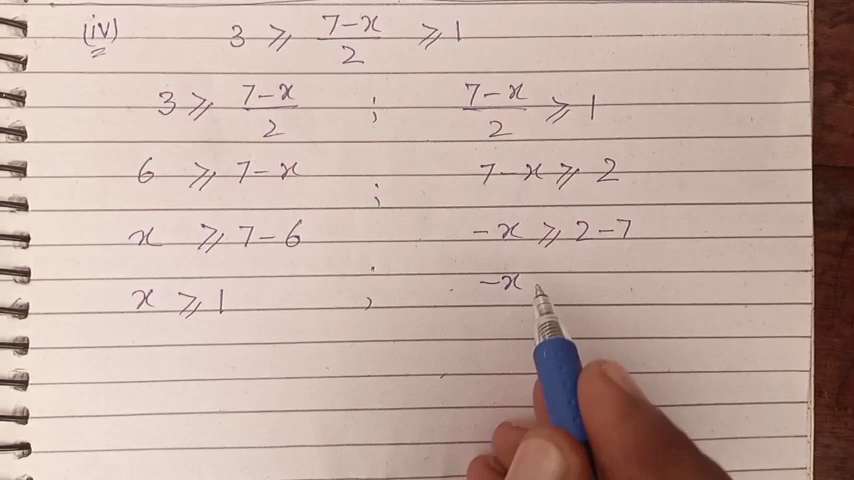 (iv) 3 ⩾ (7-x)/2 ⩾ 1
3 ⩾ (7-x)/2 ; (7-x)/2 ⩾ 1
6 ⩾ 7-x ; 7-x ⩾ 2
x ⩾ 7-6 -x ⩾ 2-7
x ⩾ 1 ; -x